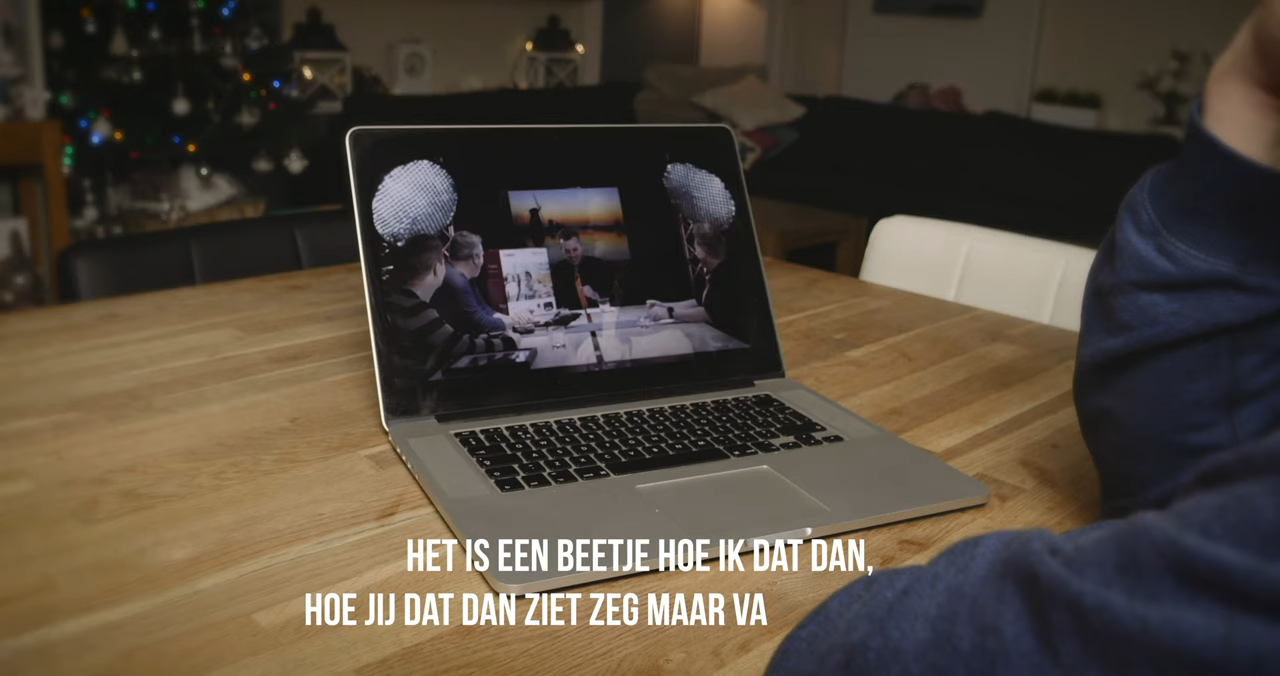 HET IS EEN BEETJE HOE IK DAT DAN,
HOE JIJ DAT DAN ZIET ZEG MAAR VA